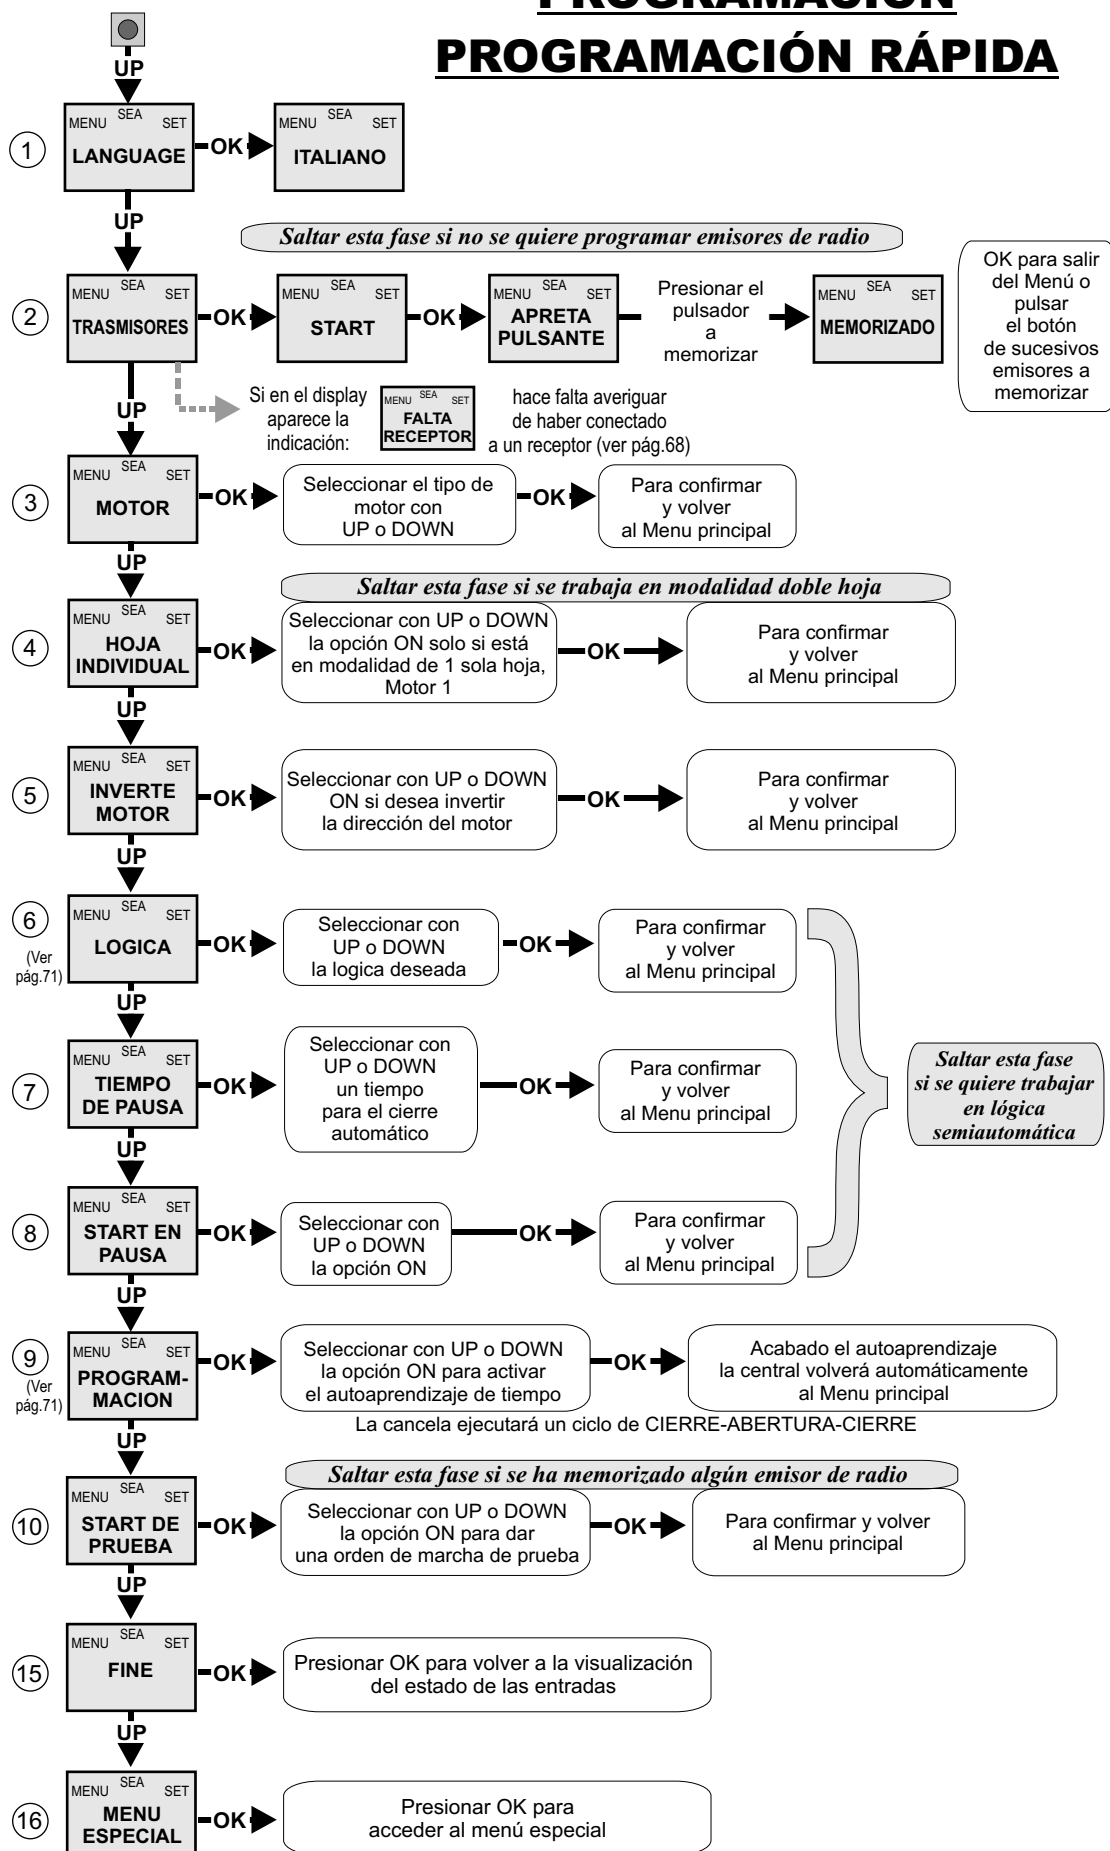 PROGRAMACIÓN
PROGRAMACIÓN RÁPIDA
UP
1
MENU SEA SET
LANGUAGE
OK
MENU SEA SET
ITALIANO
UP
Saltar esta fase si no se quiere programar emisores de radio
2
MENU SEA SET
TRASMISORES
OK
MENU SEA SET
START
OK
MENU SEA SET
APRETA
PULSANTE
Presionar el
pulsador
a
memorizar
MENU SEA SET
MEMORIZADO
OK para salir
del Menú o
pulsar
el botón
de sucesivos
emisores a
memorizar
UP
Si en el display
aparece la
indicación:
MENU SEA SET
FALTA
RECEPTOR
hace falta averiguar
de haber conectado
a un receptor (ver pág.68)
3
MENU SEA SET
MOTOR
OK
Seleccionar el tipo de
motor con
UP o DOWN
OK
Para confirmar
y volver
al Menu principal
UP
Saltar esta fase si se trabaja en modalidad doble hoja
4
MENU SEA SET
HOJA
INDIVIDUAL
OK
Seleccionar con UP o DOWN
la opción ON solo si está
en modalidad de 1 sola hoja,
Motor 1
OK
Para confirmar
y volver
al Menu principal
UP
5
MENU SEA SET
INVERTE
MOTOR
OK
Seleccionar con UP o DOWN
ON si desea invertir
la dirección del motor
OK
Para confirmar
y volver
al Menu principal
UP
6
(Ver
pág.71)
MENU SEA SET
LOGICA
OK
Seleccionar con
UP o DOWN
la logica deseada
OK
Para confirmar
y volver
al Menu principal
UP
7
MENU SEA SET
TIEMPO
DE PAUSA
OK
Seleccionar con
UP o DOWN
un tiempo
para el cierre
automático
OK
Para confirmar
y volver
al Menu principal
Saltar esta fase
si se quiere trabajar
en lógica
semiautomática
UP
8
MENU SEA SET
START EN
PAUSA
OK
Seleccionar con
UP o DOWN
la opción ON
OK
Para confirmar
y volver
al Menu principal
UP
9
(Ver
pág.71)
MENU SEA SET
PROGRAM-
MACION
OK
Seleccionar con UP o DOWN
la opción ON para activar
el autoaprendizaje de tiempo
OK
Acabado el autoaprendizaje
la central volverá automáticamente
al Menu principal
La cancela ejecutará un ciclo de CIERRE-ABERTURA-CIERRE
UP
Saltar esta fase si se ha memorizado algún emisor de radio
10
MENU SEA SET
START DE
PRUEBA
OK
Seleccionar con UP o DOWN
la opción ON para dar
una orden de marcha de prueba
OK
Para confirmar y volver
al Menu principal
UP
15
MENU SEA SET
FINE
OK
Presionar OK para volver a la visualización
del estado de las entradas
UP
16
MENU SEA SET
MENU
ESPECIAL
OK
Presionar OK para
acceder al menú especial